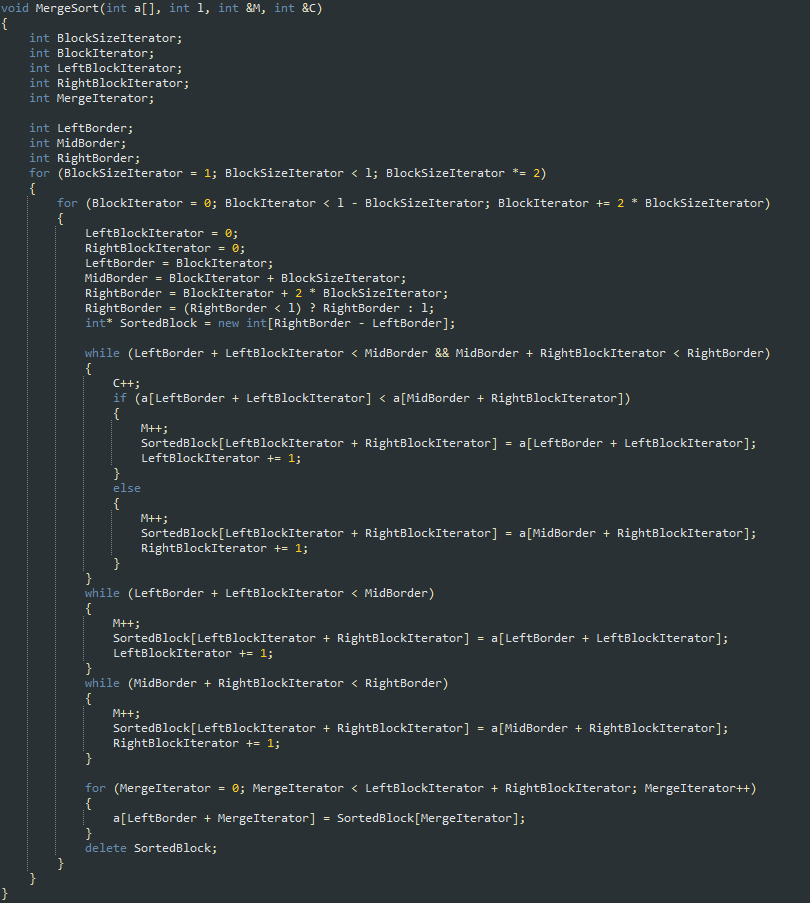 void MergeSort(int a[], int l, int &M, int &C)
{
    int BlockSizeIterator;
    int BlockIterator;
    int LeftBlockIterator;
    int RightBlockIterator;
    int MergeIterator;

    int LeftBorder;
    int MidBorder;
    int RightBorder;
    for (BlockSizeIterator = 1; BlockSizeIterator < l; BlockSizeIterator *= 2)
    {
        for (BlockIterator = 0; BlockIterator < l - BlockSizeIterator; BlockIterator += 2 * BlockSizeIterator)
        {
            LeftBlockIterator = 0;
            RightBlockIterator = 0;
            LeftBorder = BlockIterator;
            MidBorder = BlockIterator + BlockSizeIterator;
            RightBorder = BlockIterator + 2 * BlockSizeIterator;
            RightBorder = (RightBorder < l) ? RightBorder : l;
            int* SortedBlock = new int[RightBorder - LeftBorder];

            while (LeftBorder + LeftBlockIterator < MidBorder && MidBorder + RightBlockIterator < RightBorder)
            {
                C++;
                if (a[LeftBorder + LeftBlockIterator] < a[MidBorder + RightBlockIterator])
                {
                    M++;
                    SortedBlock[LeftBlockIterator + RightBlockIterator] = a[LeftBorder + LeftBlockIterator];
                    LeftBlockIterator += 1;
                }
                else
                {
                    M++;
                    SortedBlock[LeftBlockIterator + RightBlockIterator] = a[MidBorder + RightBlockIterator];
                    RightBlockIterator += 1;
                }
            }
            while (LeftBorder + LeftBlockIterator < MidBorder)
            {
                M++;
                SortedBlock[LeftBlockIterator + RightBlockIterator] = a[LeftBorder + LeftBlockIterator];
                LeftBlockIterator += 1;
            }
            while (MidBorder + RightBlockIterator < RightBorder)
            {
                M++;
                SortedBlock[LeftBlockIterator + RightBlockIterator] = a[MidBorder + RightBlockIterator];
                RightBlockIterator += 1;
            }

            for (MergeIterator = 0; MergeIterator < LeftBlockIterator + RightBlockIterator; MergeIterator++)
            {
                a[LeftBorder + MergeIterator] = SortedBlock[MergeIterator];
            }
            delete SortedBlock;
        }
    }
}